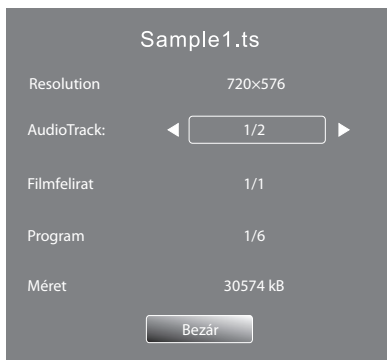 Sample1.ts
Resolution 720×576
AudioTrack: 1/2
Filmfelirat 1/1
Program 1/6
Méret 30574 kB
Bezár